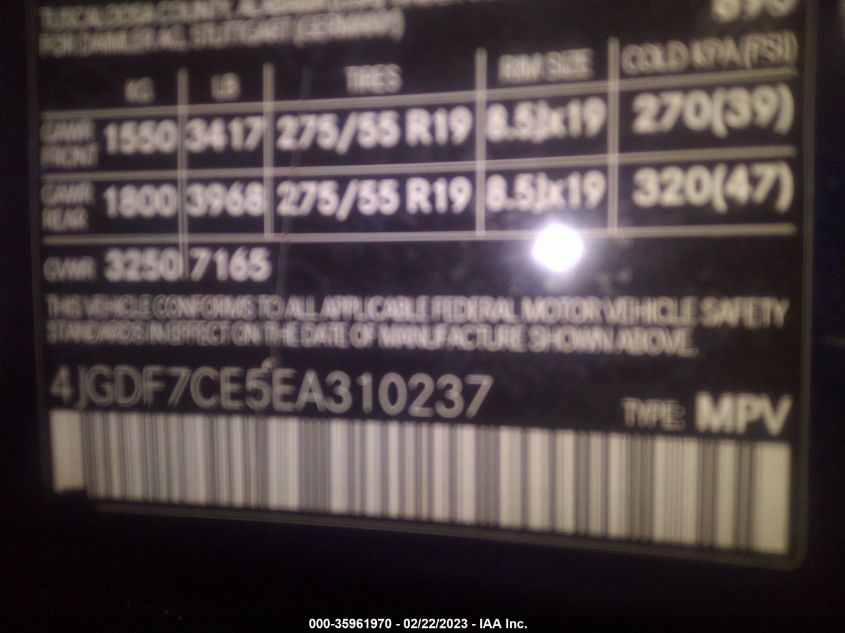 TUSCALOOSA COUNTY, ALABAMA
FOR DAIMLER AG, STUTTGART (GERMANY)
KG LB TIRES RIM SIZE COLD KPA (PSI)
GAWR FRONT 1550 3417 275/55 R19 8.5Jx19 270(39)
GAWR REAR 1800 3968 275/55 R19 8.5Jx19 320(47)
GVWR 3250 7165
THIS VEHICLE CONFORMS TO ALL APPLICABLE FEDERAL MOTOR VEHICLE SAFETY
STANDARDS IN EFFECT ON THE DATE OF MANUFACTURE SHOWN ABOVE.
4JGDF7CE5EA310237
TYPE: MPV
000-35961970 - 02/22/2023 - IAA Inc.